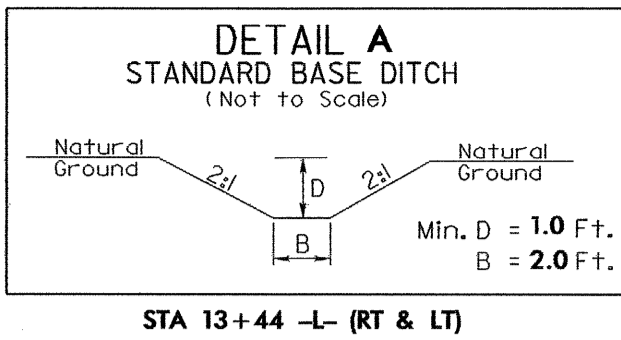 DETAIL A
STANDARD BASE DITCH
(Not to Scale)
Natural
Ground
2:1
D
2:1
Natural
Ground
B
Min. D = 1.0 Ft.
B = 2.0 Ft.
STA 13+44 -L- (RT & LT)